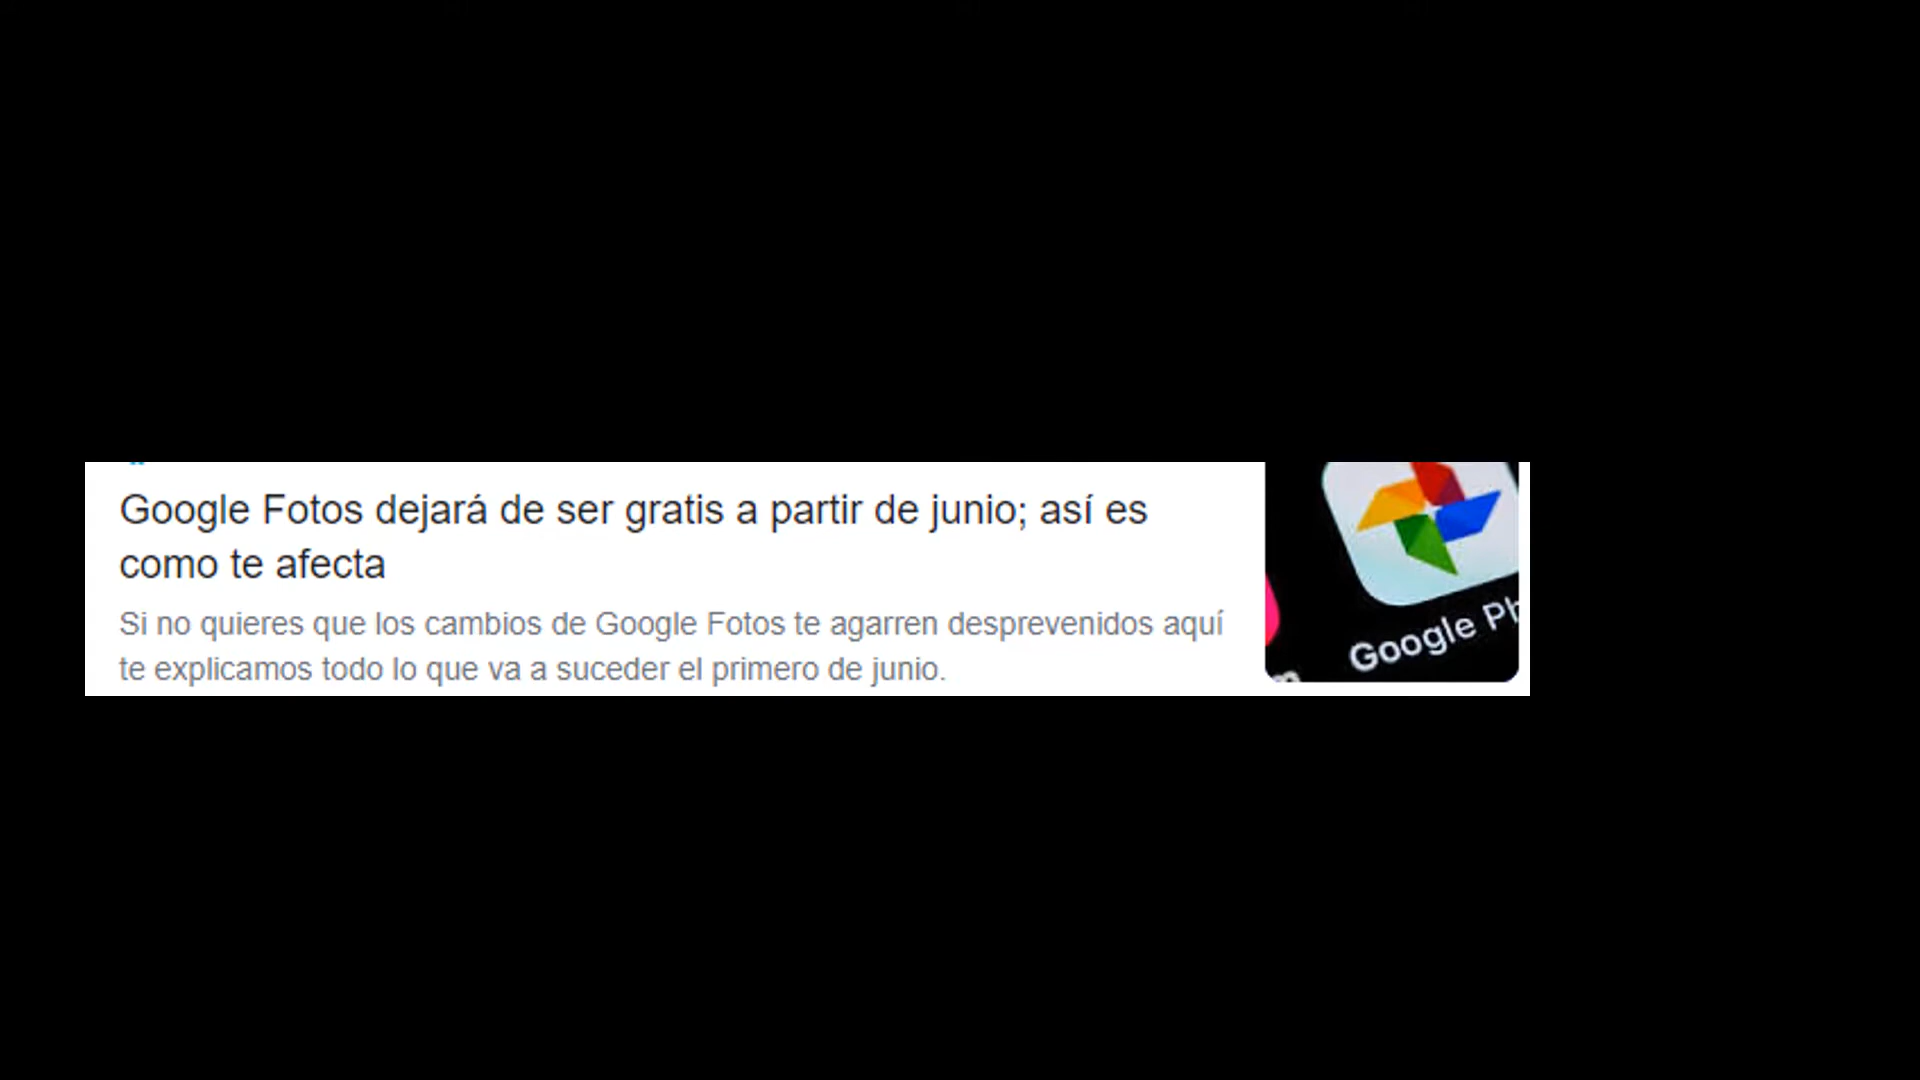 Google Fotos dejará de ser gratis a partir de junio; así es
como te afecta
Si no quieres que los cambios de Google Fotos te agarren desprevenidos aquí
te explicamos todo lo que va a suceder el primero de junio.
Google Ph